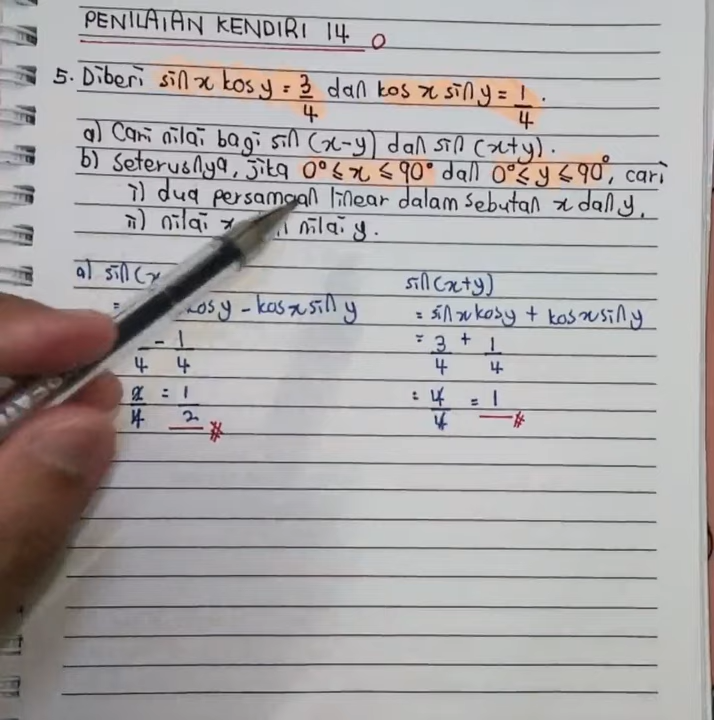 PENILAIAN KENDIRI 14
5. Diberi sin x kos y = 3/4 dan kos x sin y = 1/4.
a) Cari nilai bagi sin (x-y) dan sin (x+y).
b) Seterusnya, jika 0° ≤ x ≤ 90° dan 0° ≤ y ≤ 90°, cari
i) dua persamaan linear dalam sebutan x dan y.
ii) nilai x nilai y.
a) sin (x
= kos y - kos x sin y
- 1/4
4
2/4 = 1/2 #
sin (x+y)
= sin x kos y + kos x sin y
= 3/4 + 1/4
= 4/4 = 1 #